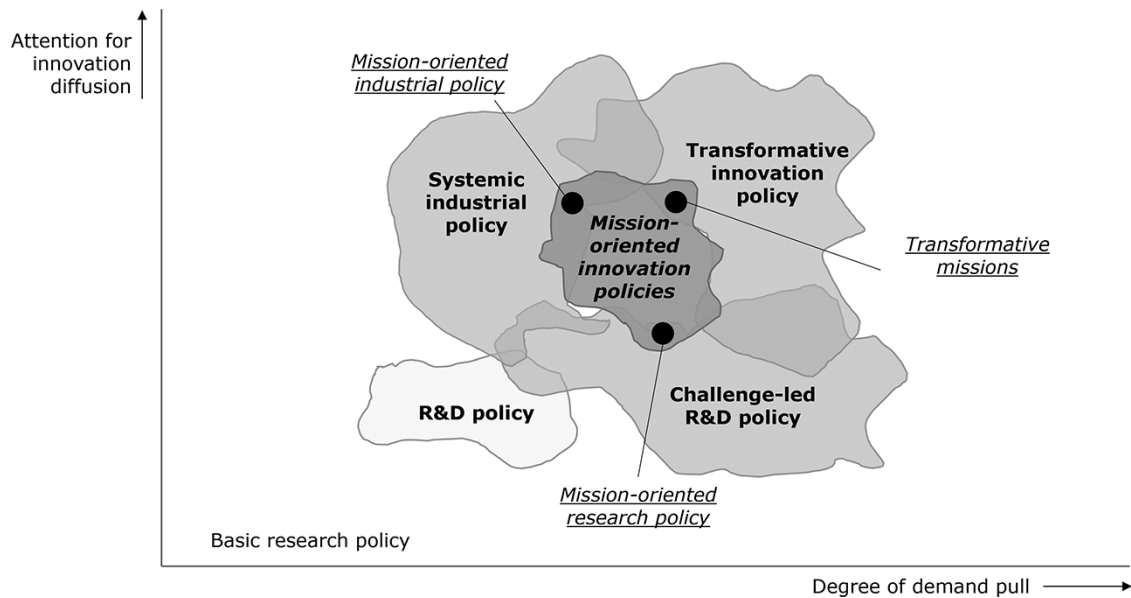 Attention for
innovation
diffusion
Mission-oriented
industrial policy
Transformative
innovation
policy
Systemic
industrial
policy
Mission-
oriented
innovation
policies
Transformative
missions
Challenge-led
R&D policy
R&D policy
Mission-oriented
research policy
Basic research policy
Degree of demand pull